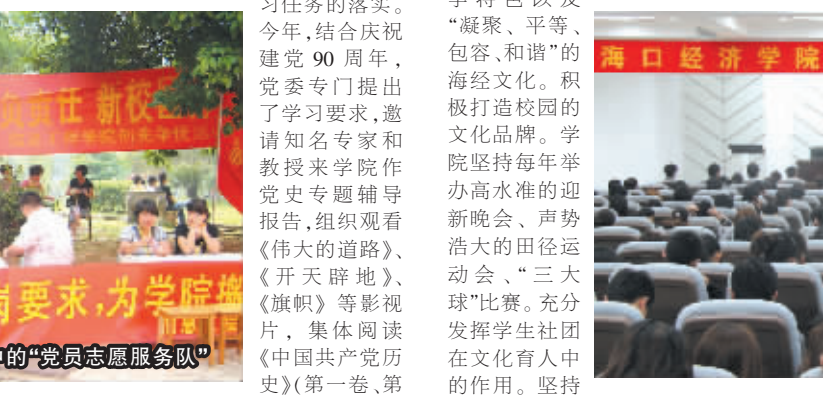 责任 新校区
岗要求,为学院
中的“党员志愿服务队”
习任务的落实。
今年,结合庆祝
建党 90 周年,
党委专门提出
了学习要求,邀
请知名专家和
教授来学院作
党史专题辅导
报告,组织观看
《伟大的道路》、
《开天辟地》、
《旗帜》等影视
片，集体阅读
《中国共产党历
史》(第一卷、第
“凝聚、平等、
包容、和谐”的
海经文化。积
极打造校园的
文化品牌。学
院坚持每年举
办高水准的迎
新晚会、声势
浩大的田径运
动会、“三大
球”比赛。充分
发挥学生社团
在文化育人中
的作用。坚持
海口经济学院